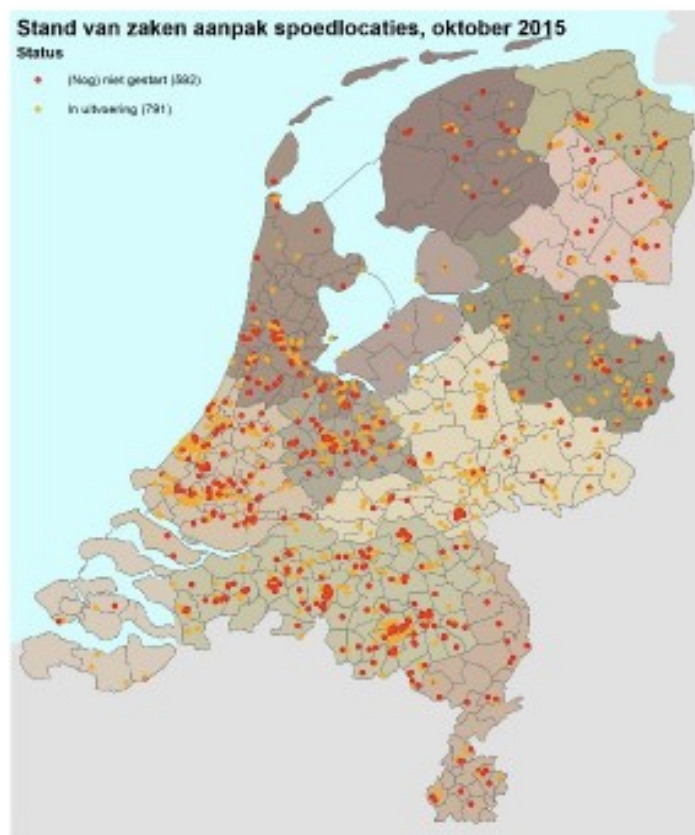 Stand van zaken aanpak spoedlocaties, oktober 2015
Status
(Nog) niet gestart (592)
In uitvoering (791)